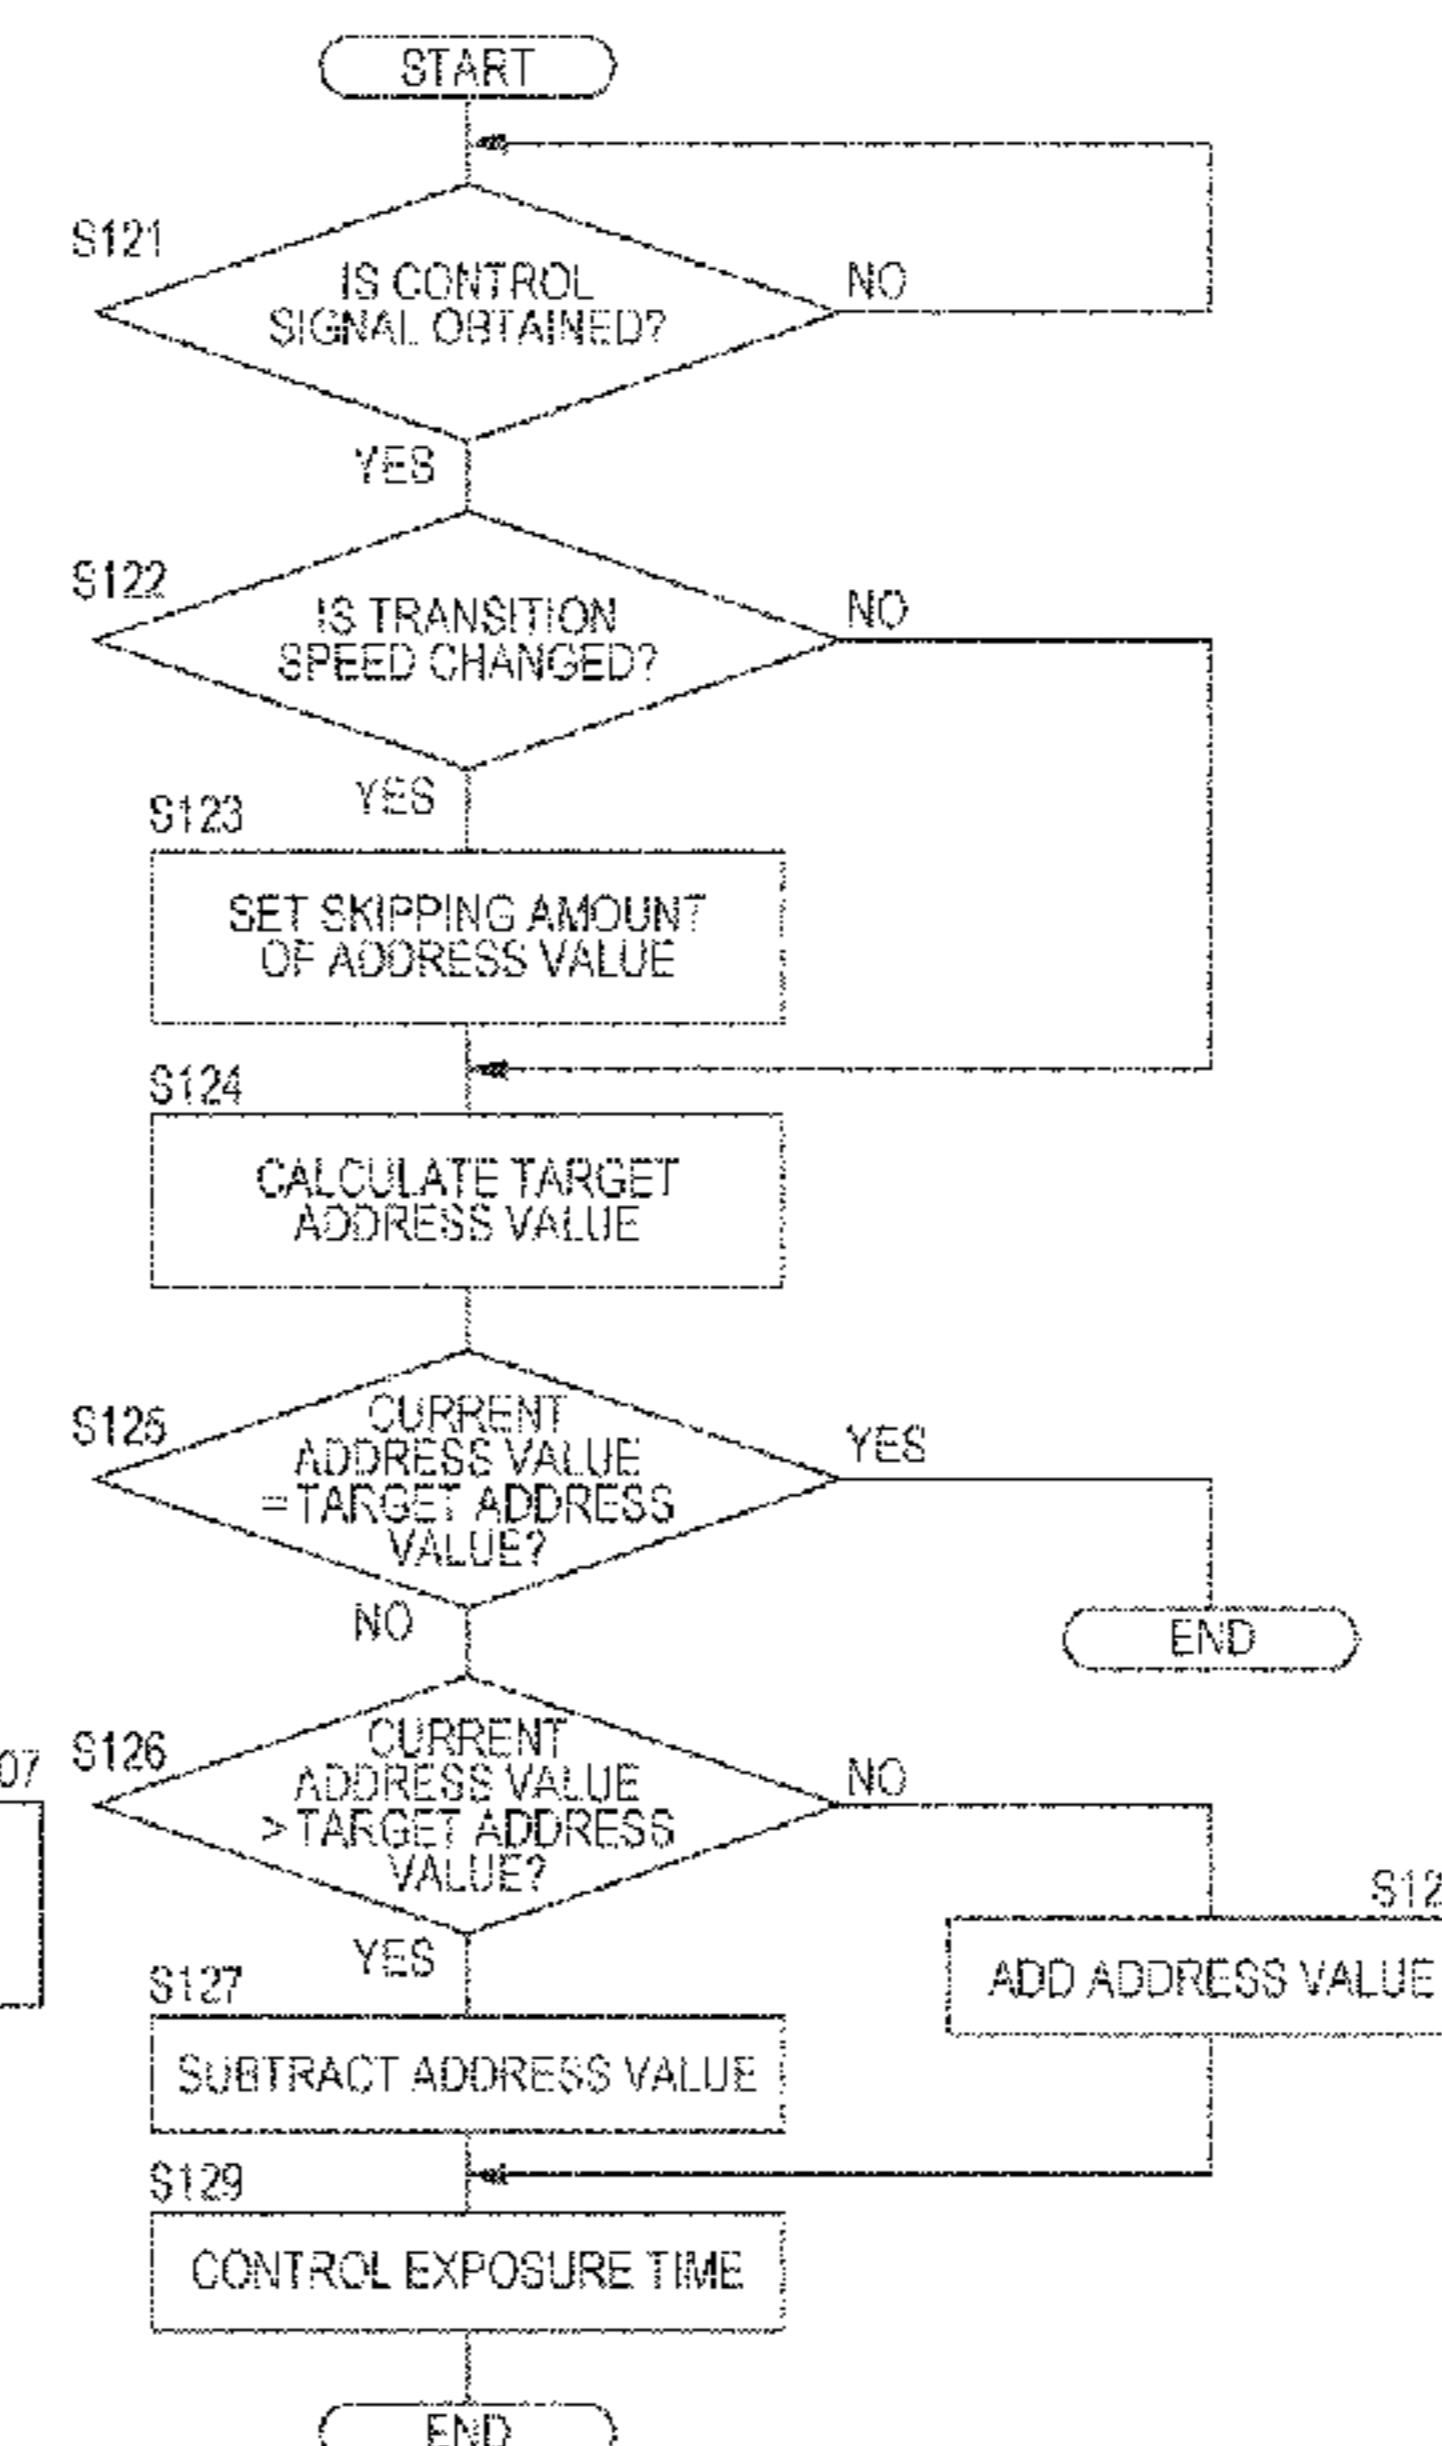 START
S121
IS CONTROL
SIGNAL OBTAINED?
NO
YES
S122
IS TRANSITION
SPEED CHANGED?
NO
YES
S123
SET SKIPPING AMOUNT
OF ADDRESS VALUE
S124
CALCULATE TARGET
ADDRESS VALUE
S125
CURRENT
ADDRESS VALUE
=TARGET ADDRESS
VALUE?
YES
NO
END
07
S126
CURRENT
ADDRESS VALUE
>TARGET ADDRESS
VALUE?
NO
YES
S12
ADD ADDRESS VALUE
S127
SUBTRACT ADDRESS VALUE
S129
CONTROL EXPOSURE TIME
END